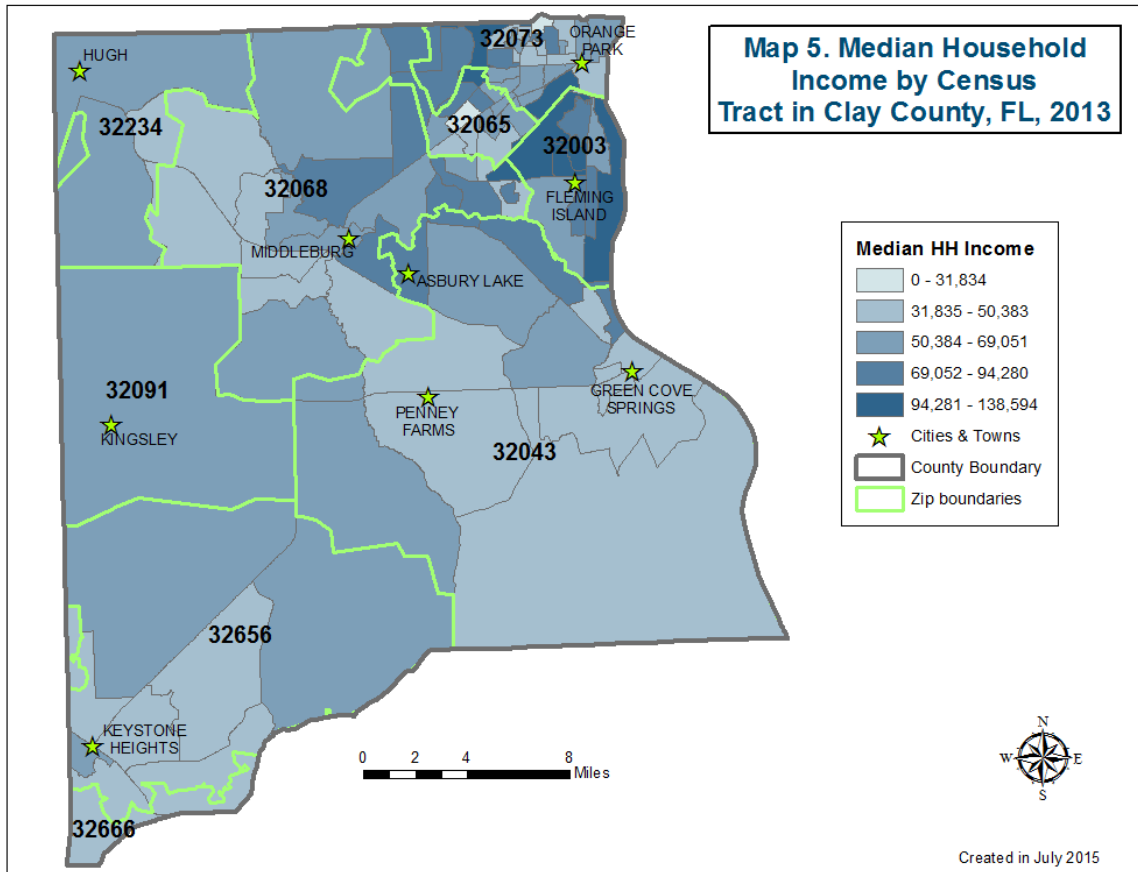 Map 5. Median Household
Income by Census
Tract in Clay County, FL, 2013
HUGH
32073
ORANGE
PARK
32234
32065
32003
32068
FLEMING
ISLAND
MIDDLEBURG
ASBURY LAKE
32091
KINGSLEY
PENNEY
FARMS
GREEN COVE
SPRINGS
32043
32656
KEYSTONE
HEIGHTS
32666
Median HH Income
0 - 31,834
31,835 - 50,383
50,384 - 69,051
69,052 - 94,280
94,281 - 138,594
Cities & Towns
County Boundary
Zip boundaries
0 2 4 8
Miles
N
W E
S
Created in July 2015